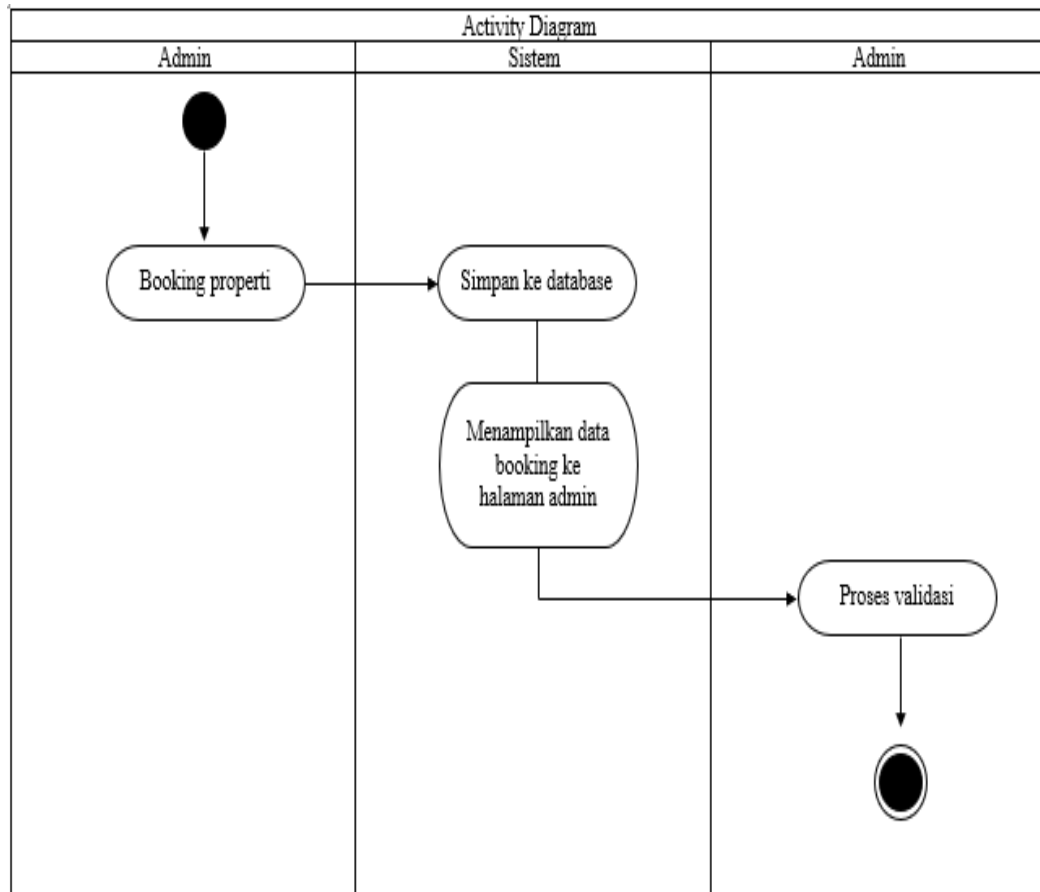 Activity Diagram
Admin
Sistem
Admin
Booking properti
Simpan ke database
Menampilkan data
booking ke
halaman admin
Proses validasi